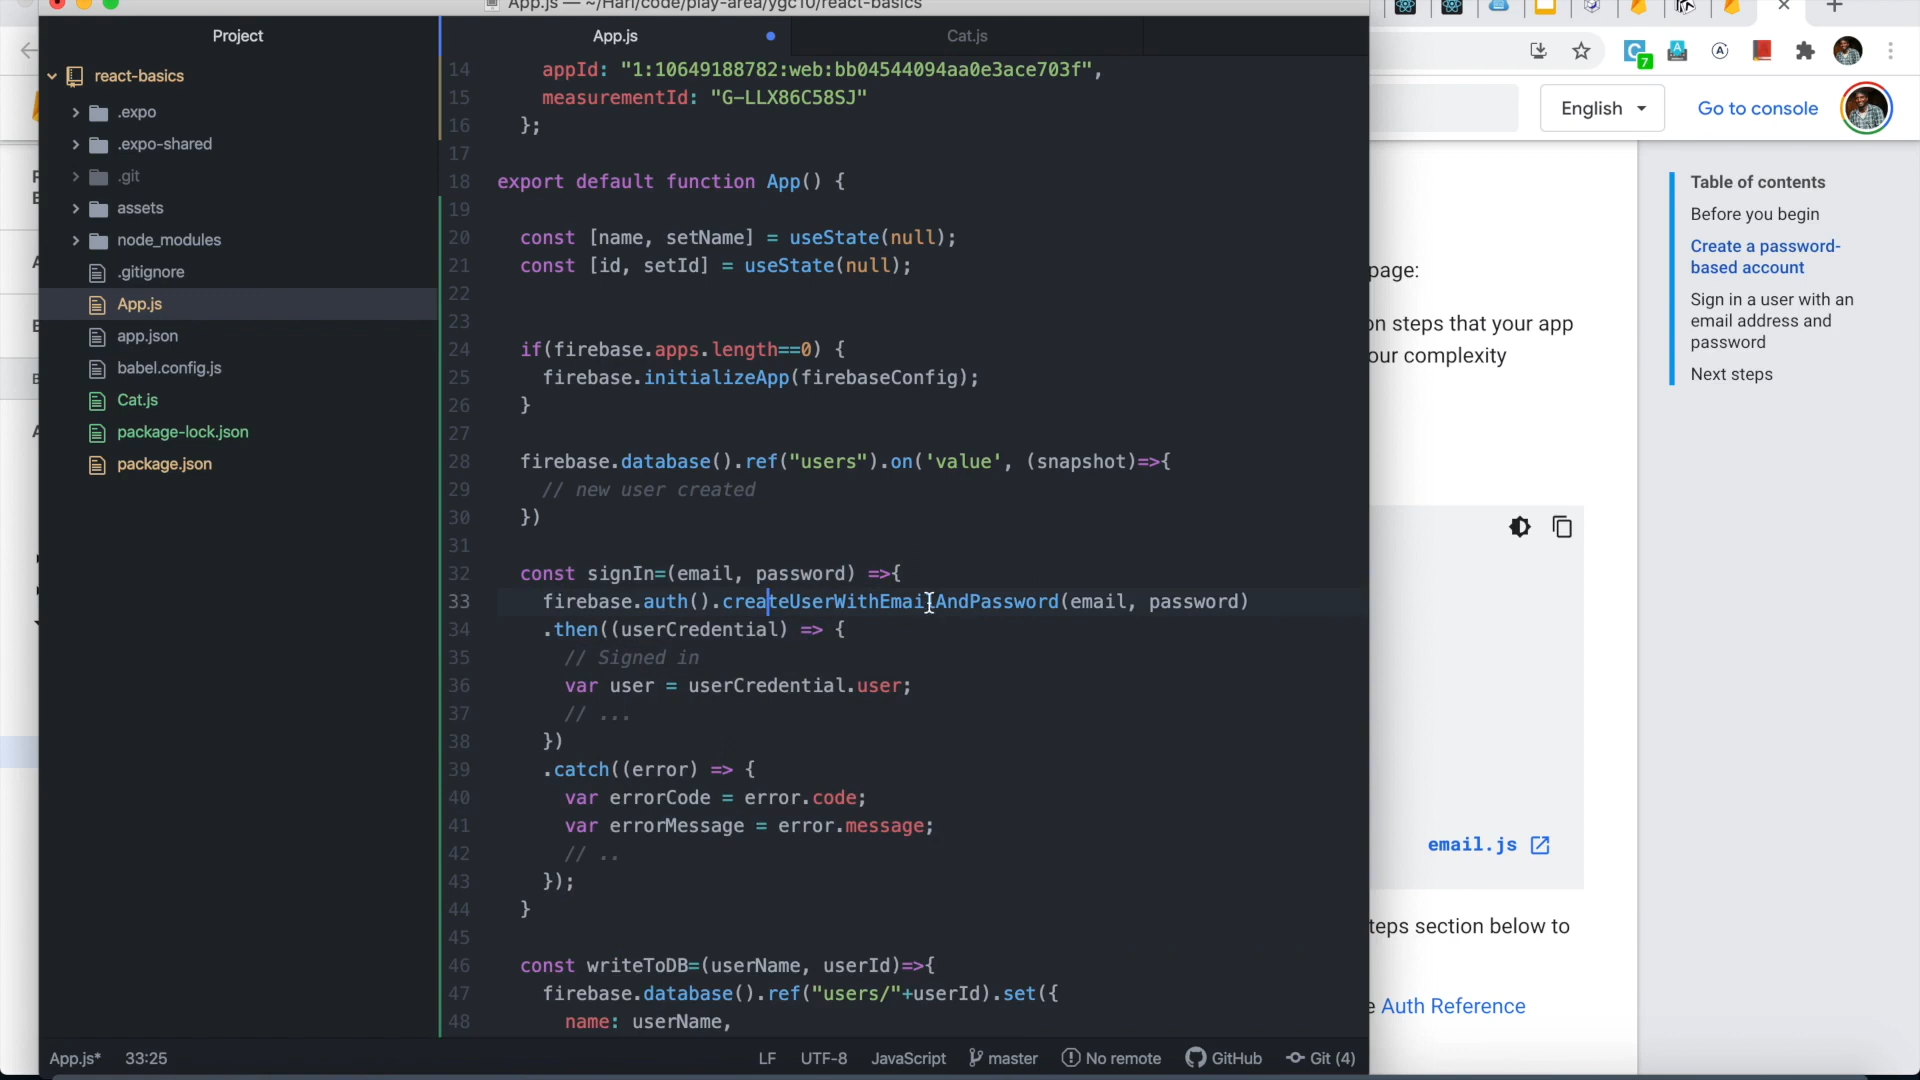 App.js — ~/Hari/code/play-area/ygc10/react-basics
Project
App.js
Cat.js
react-basics
.expo
.expo-shared
.git
assets
node_modules
.gitignore
App.js
app.json
babel.config.js
Cat.js
package-lock.json
package.json
14 appId: "1:10649188782:web:bb04544094aa0e3ace703f",
15 measurementId: "G-LLX86C58SJ"
16 };
17
18 export default function App() {
19
20 const [name, setName] = useState(null);
21 const [id, setId] = useState(null);
22
23
24 if(firebase.apps.length==0) {
25 firebase.initializeApp(firebaseConfig);
26 }
27
28 firebase.database().ref("users").on('value', (snapshot)=>{
29 // new user created
30 })
31
32 const signIn=(email, password) =>{
33 firebase.auth().createUserWithEmailAndPassword(email, password)
34 .then((userCredential) => {
35 // Signed in
36 var user = userCredential.user;
37 // ...
38 })
39 .catch((error) => {
40 var errorCode = error.code;
41 var errorMessage = error.message;
42 // ..
43 });
44 }
45
46 const writeToDB=(userName, userId)=>{
47 firebase.database().ref("users/"+userId).set({
48 name: userName,
App.js* 33:25 LF UTF-8 JavaScript master No remote GitHub Git (4)
7
English
Go to console
page:
on steps that your app
our complexity
email.js
teps section below to
e Auth Reference
Table of contents
Before you begin
Create a password-
based account
Sign in a user with an
email address and
password
Next steps